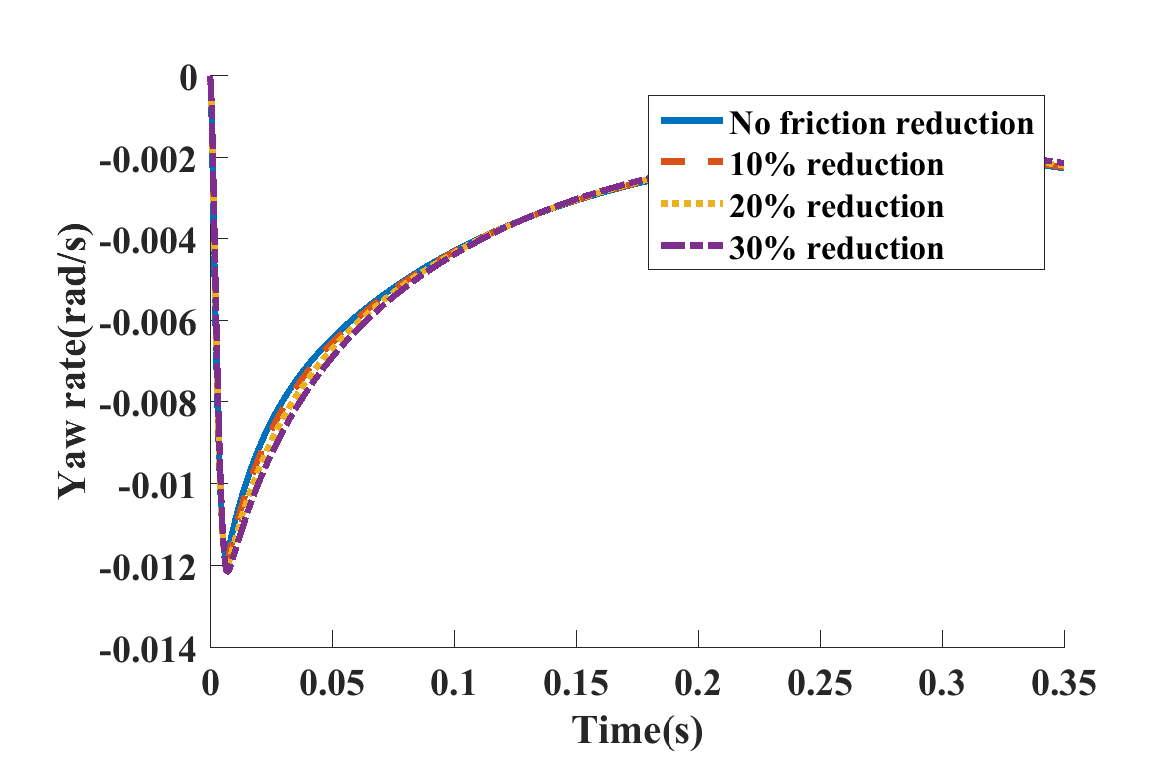 0
-0.002
-0.004
-0.006
-0.008
-0.01
-0.012
-0.014
Yaw rate(rad/s)
No friction reduction
10% reduction
20% reduction
30% reduction
0 0.05 0.1 0.15 0.2 0.25 0.3 0.35
Time(s)